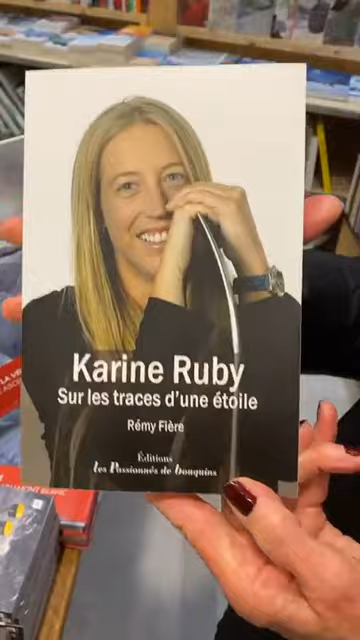 Karine Ruby
Sur les traces d'une étoile
Rémy Fière
Éditions
les Passionnés de bouquins